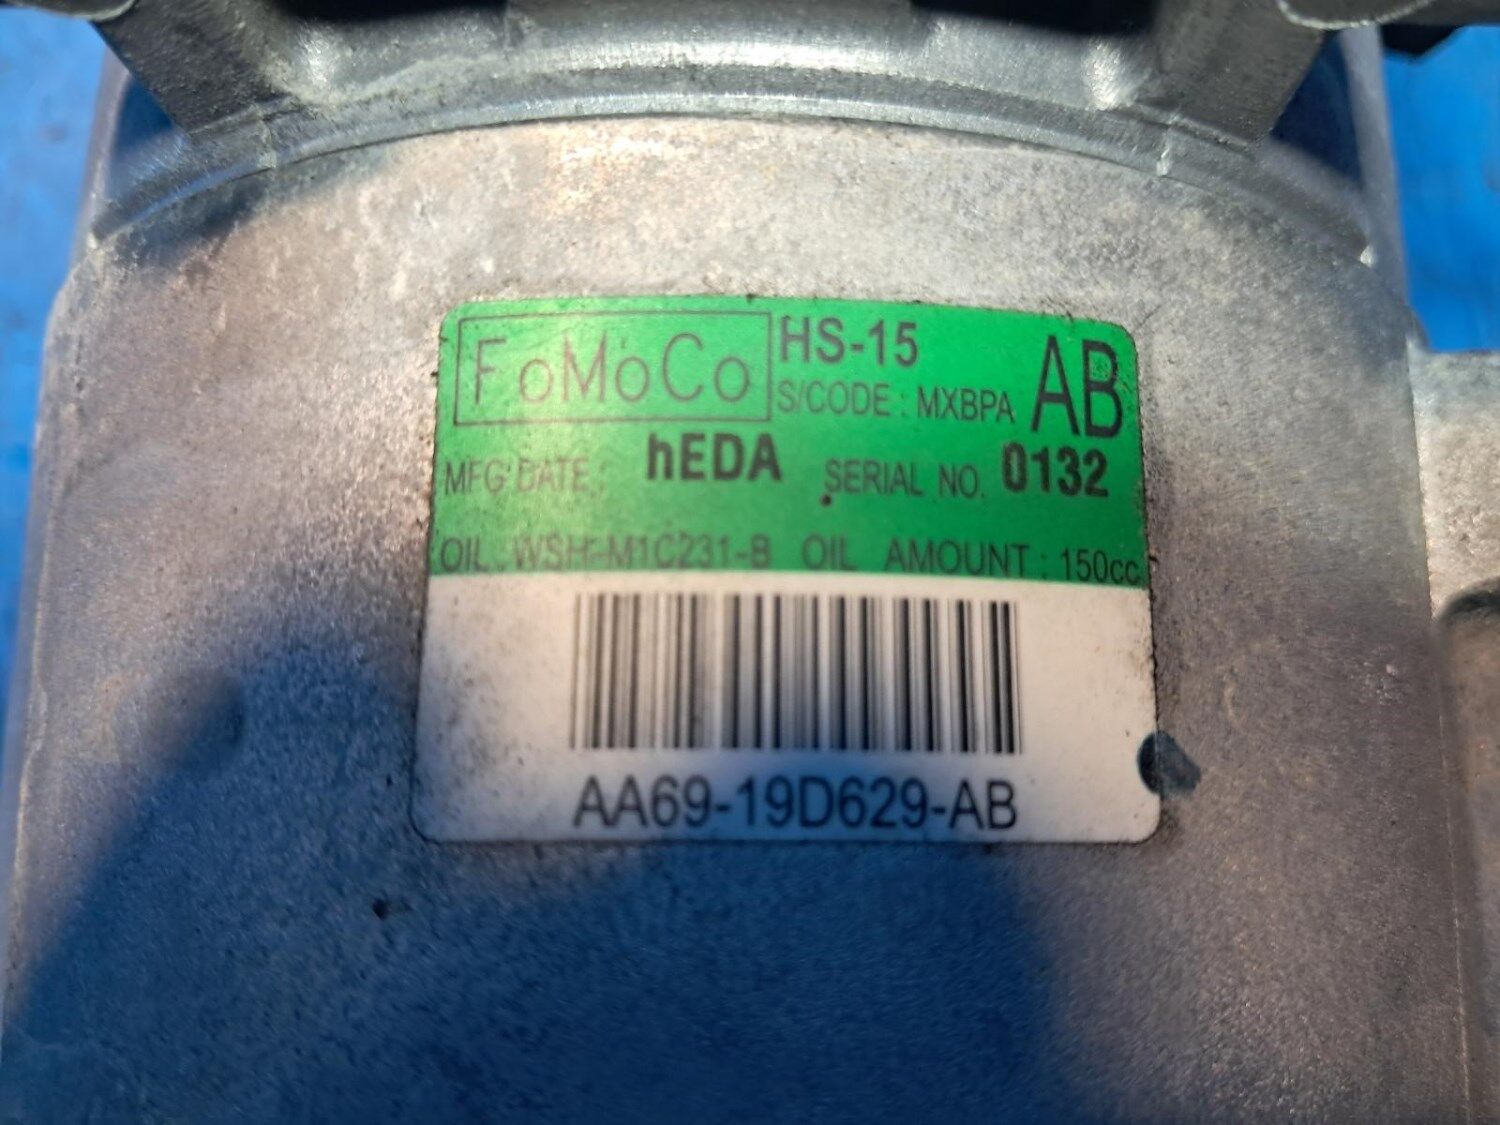 FoMoCo HS-15 AB
S/CODE : MXBPA
MFG DATE : hEDA SERIAL NO. 0132
OIL : WSH-M1C231-B OIL AMOUNT : 150cc
AA69-19D629-AB